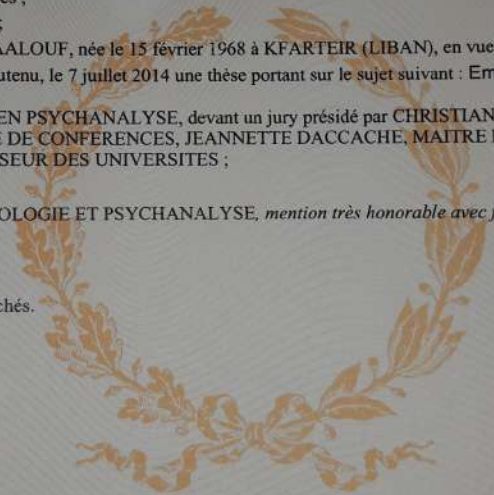 ;
AALOUF, née le 15 février 1968 à KFARTEIR (LIBAN), en vue
utenu, le 7 juillet 2014 une thèse portant sur le sujet suivant : Em
EN PSYCHANALYSE, devant un jury présidé par CHRISTIAN
E DE CONFERENCES, JEANNETTE DACCACHE, MAITRE
SEUR DES UNIVERSITES ;
OLOGIE ET PSYCHANALYSE, mention très honorable avec
chés.